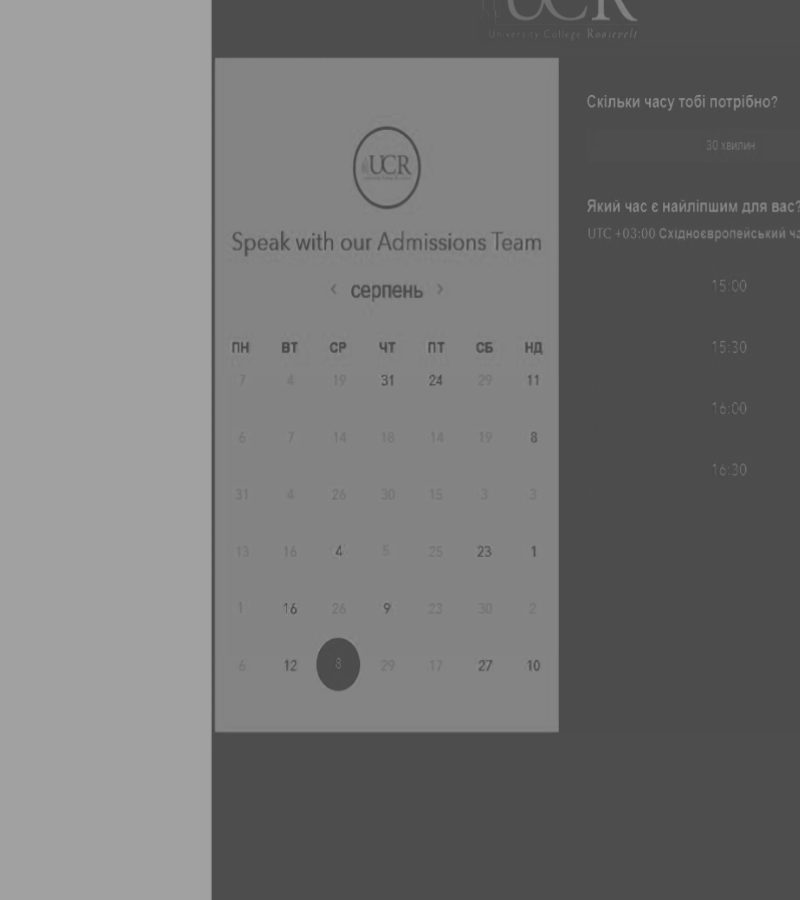 UCR
University College Roosevelt
UCR
Speak with our Admissions Team
‹ серпень ›
ПН ВТ СР ЧТ ПТ СБ НД
7 4 19 31 24 29 11
6 7 14 18 14 19 8
31 4 26 30 15 3 3
13 16 4 5 25 23 1
1 16 26 9 23 30 2
6 12 8 29 17 27 10
Скільки часу тобі потрібно?
30 хвилин
Який час є найліпшим для вас?
UTC +03:00 Східноєвропейський ча
15:00
15:30
16:00
16:30